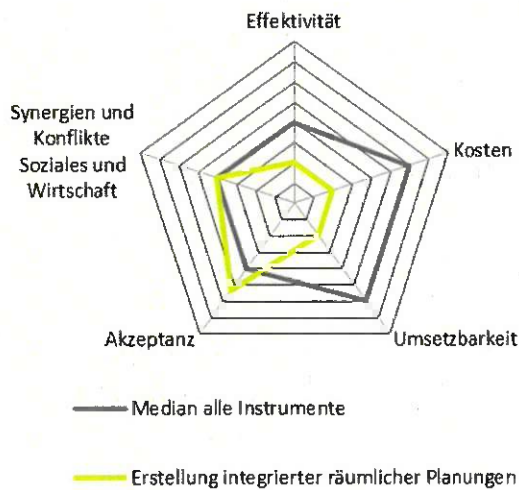 Effektivität
Synergien und
Konflikte
Soziales und
Wirtschaft
Kosten
Akzeptanz
Umsetzbarkeit
Median alle Instrumente
Erstellung integrierter räumlicher Planungen